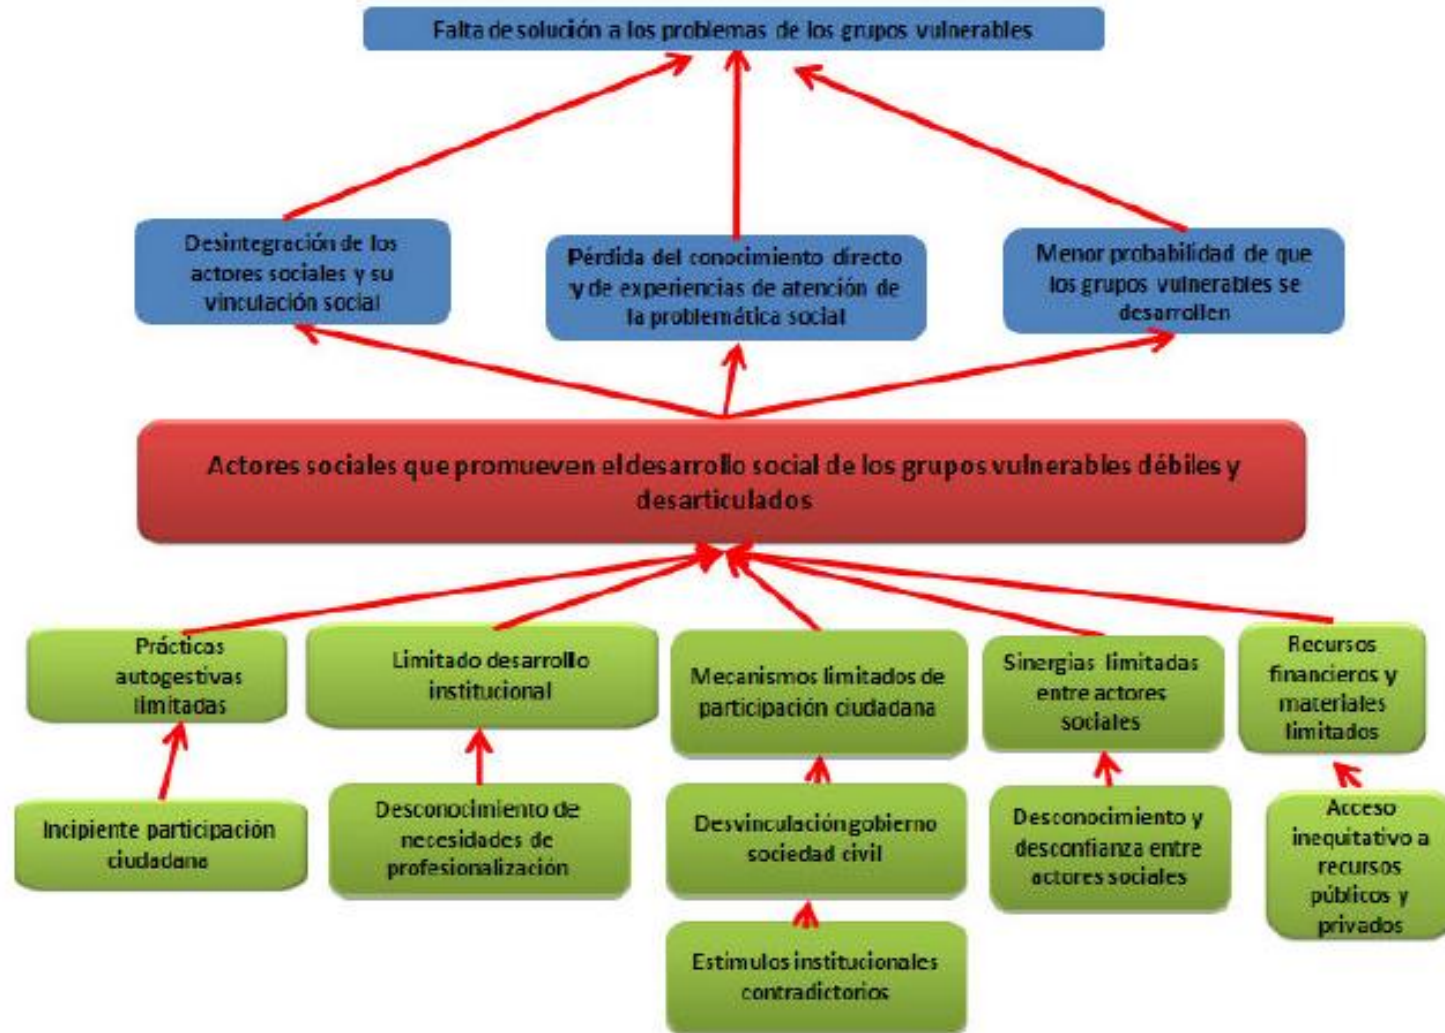 Falta de solución a los problemas de los grupos vulnerables
Desintegración de los
actores sociales y su
vinculación social
Pérdida del conocimiento directo
y de experiencias de atención de
la problemática social
Menor probabilidad de que
los grupos vulnerables se
desarrollen
Actores sociales que promueven el desarrollo social de los grupos vulnerables débiles y
desarticulados
Prácticas
autogestivas
limitadas
Limitado desarrollo
institucional
Mecanismos limitados de
participación ciudadana
Sinergias limitadas
entre actores
sociales
Recursos
financieros y
materiales
limitados
Incipiente participación
ciudadana
Desconocimiento de
necesidades de
profesionalización
Desvinculación gobierno
sociedad civil
Desconocimiento y
desconfianza entre
actores sociales
Acceso
inequitativo a
recursos
públicos y
privados
Estímulos institucionales
contradictorios